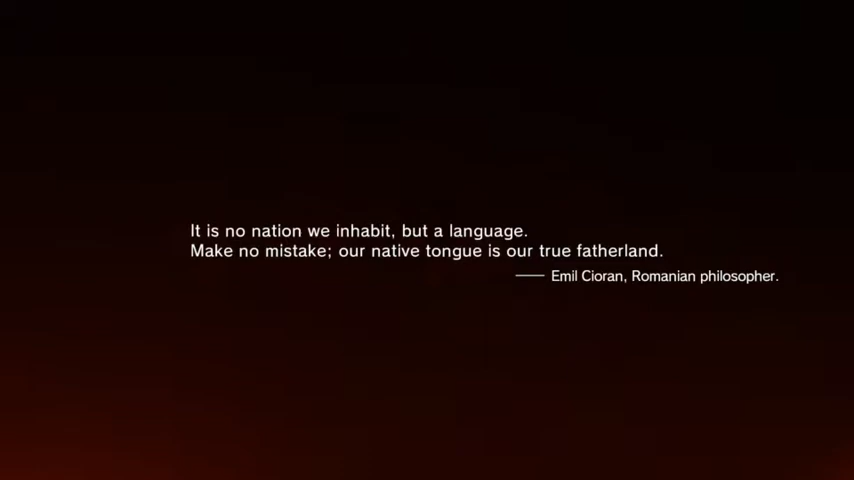 It is no nation we inhabit, but a language.
Make no mistake; our native tongue is our true fatherland.
—— Emil Cioran, Romanian philosopher.